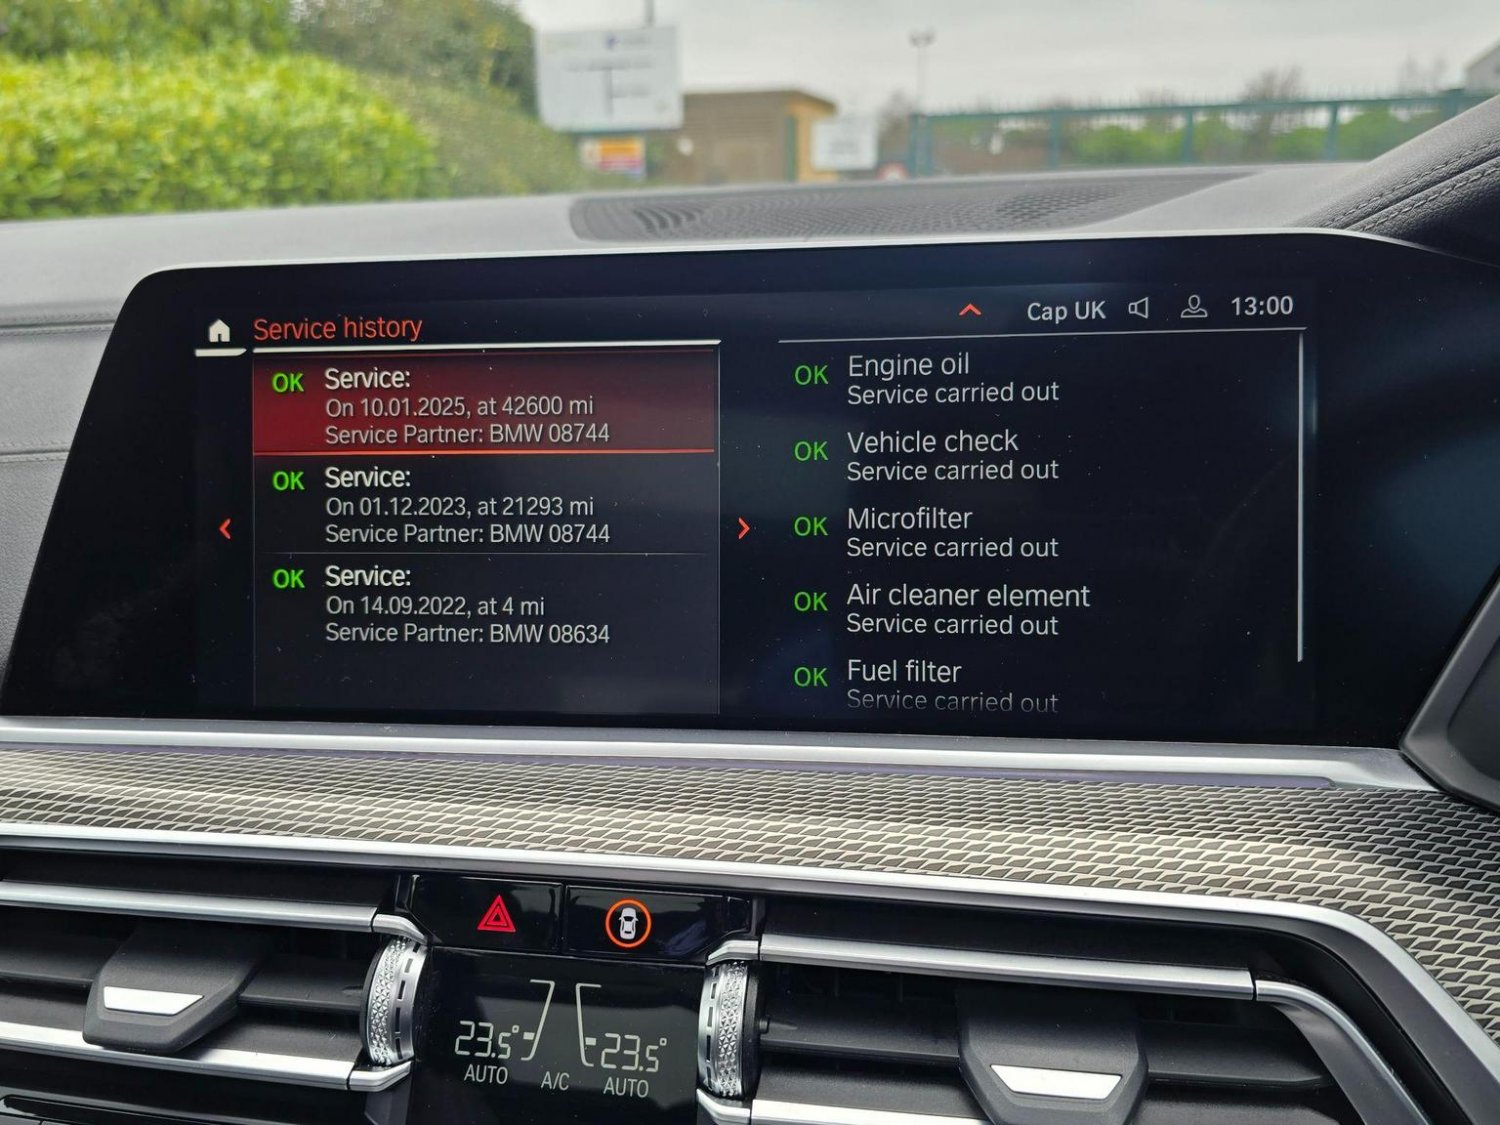 Service history
Cap UK 13:00
OK Service:
On 10.01.2025, at 42600 mi
Service Partner: BMW 08744
OK Service:
On 01.12.2023, at 21293 mi
Service Partner: BMW 08744
OK Service:
On 14.09.2022, at 4 mi
Service Partner: BMW 08634
OK Engine oil
Service carried out
OK Vehicle check
Service carried out
OK Microfilter
Service carried out
OK Air cleaner element
Service carried out
OK Fuel filter
Service carried out
23.5° 23.5°
AUTO A/C AUTO